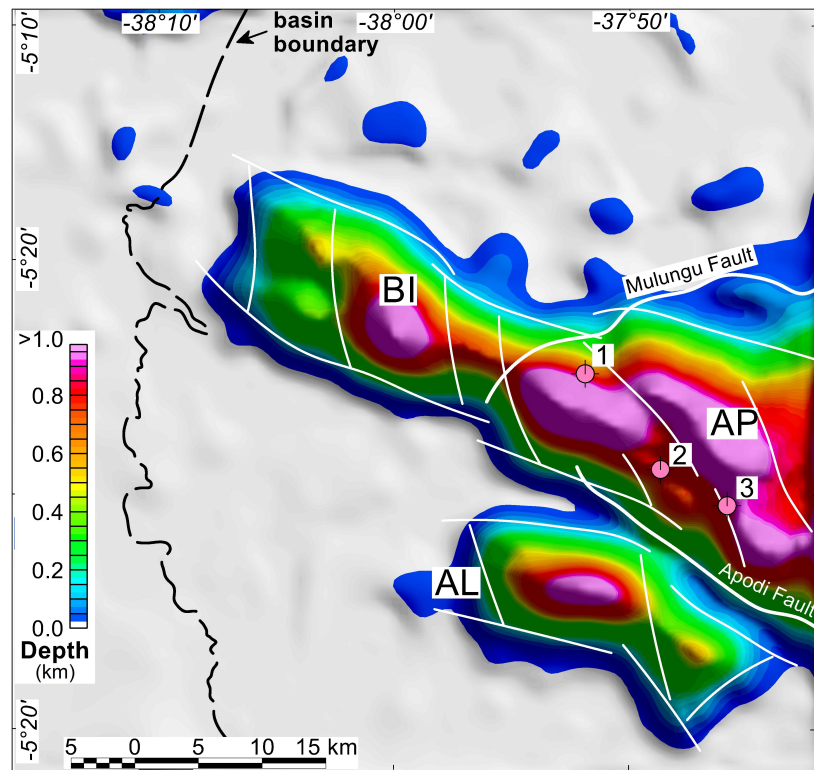 -38°10'
-38°00'
-37°50'
-5°10'
basin
boundary
-5°20'
Mulungu Fault
BI
>1.0
0.8
0.6
0.4
0.2
0.0
Depth
(km)
1
AP
2
3
AL
Apodi Fault
-5°20'
5 0 5 10 15 km